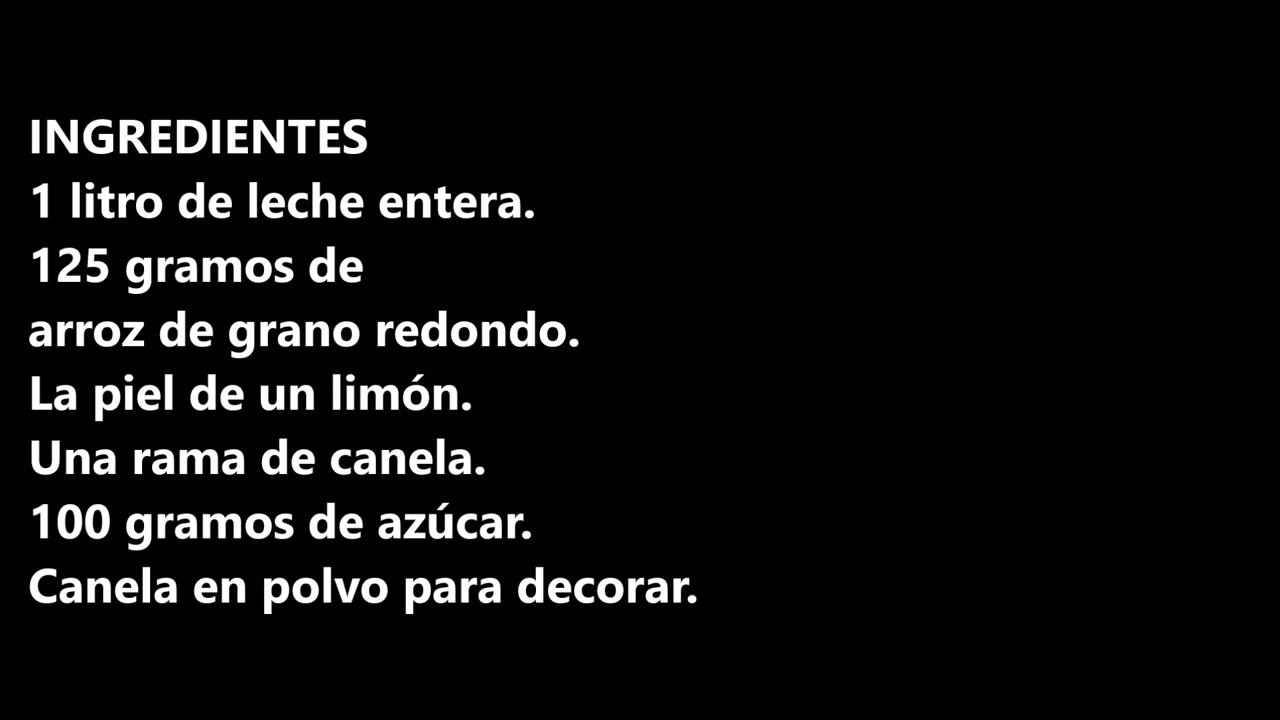 INGREDIENTES
1 litro de leche entera.
125 gramos de
arroz de grano redondo.
La piel de un limón.
Una rama de canela.
100 gramos de azúcar.
Canela en polvo para decorar.